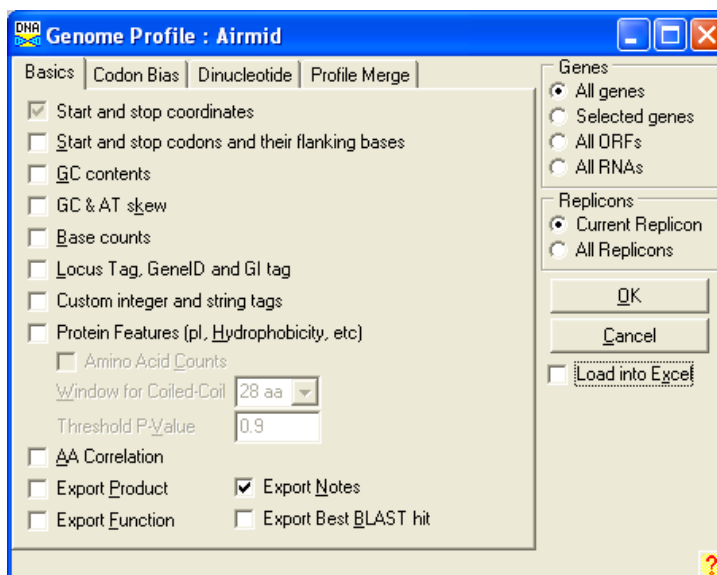 DNA
Genome Profile : Airmid
Basics
Codon Bias
Dinucleotide
Profile Merge
Start and stop coordinates
Start and stop codons and their flanking bases
GC contents
GC & AT skew
Base counts
Locus Tag, GeneID and GI tag
Custom integer and string tags
Protein Features (pI, Hydrophobicity, etc)
Amino Acid Counts
Window for Coiled-Coil 28 aa
Threshold P-Value 0.9
AA Correlation
Export Product
Export Notes
Export Function
Export Best BLAST hit
Genes
All genes
Selected genes
All ORFs
All RNAs
Replicons
Current Replicon
All Replicons
OK
Cancel
Load into Excel
?